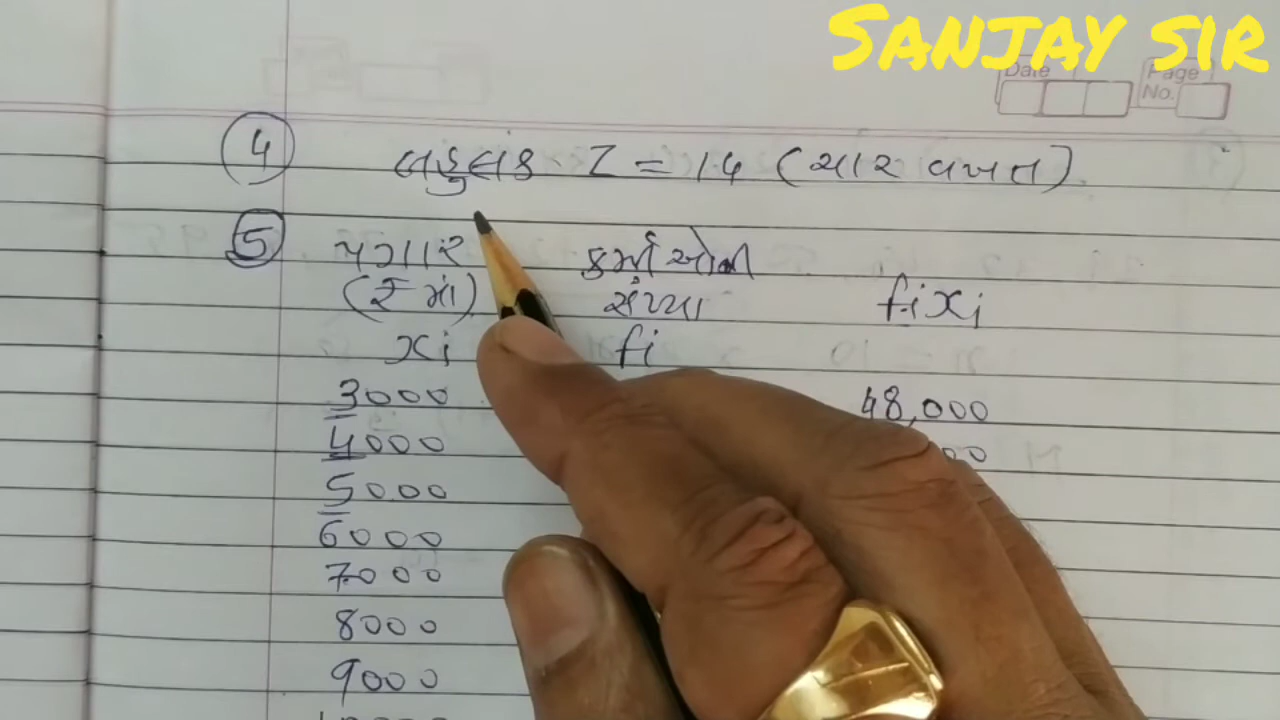 SANJAY SIR
Date Page No.
4 બહુલક Z = 14 (ચાર વખત)
5 પગાર કર્મીઓની
(₹ માં) સંખ્યા fixi
xi fi
3000 48,000
4000 00
5000
6000
7000
8000
9000